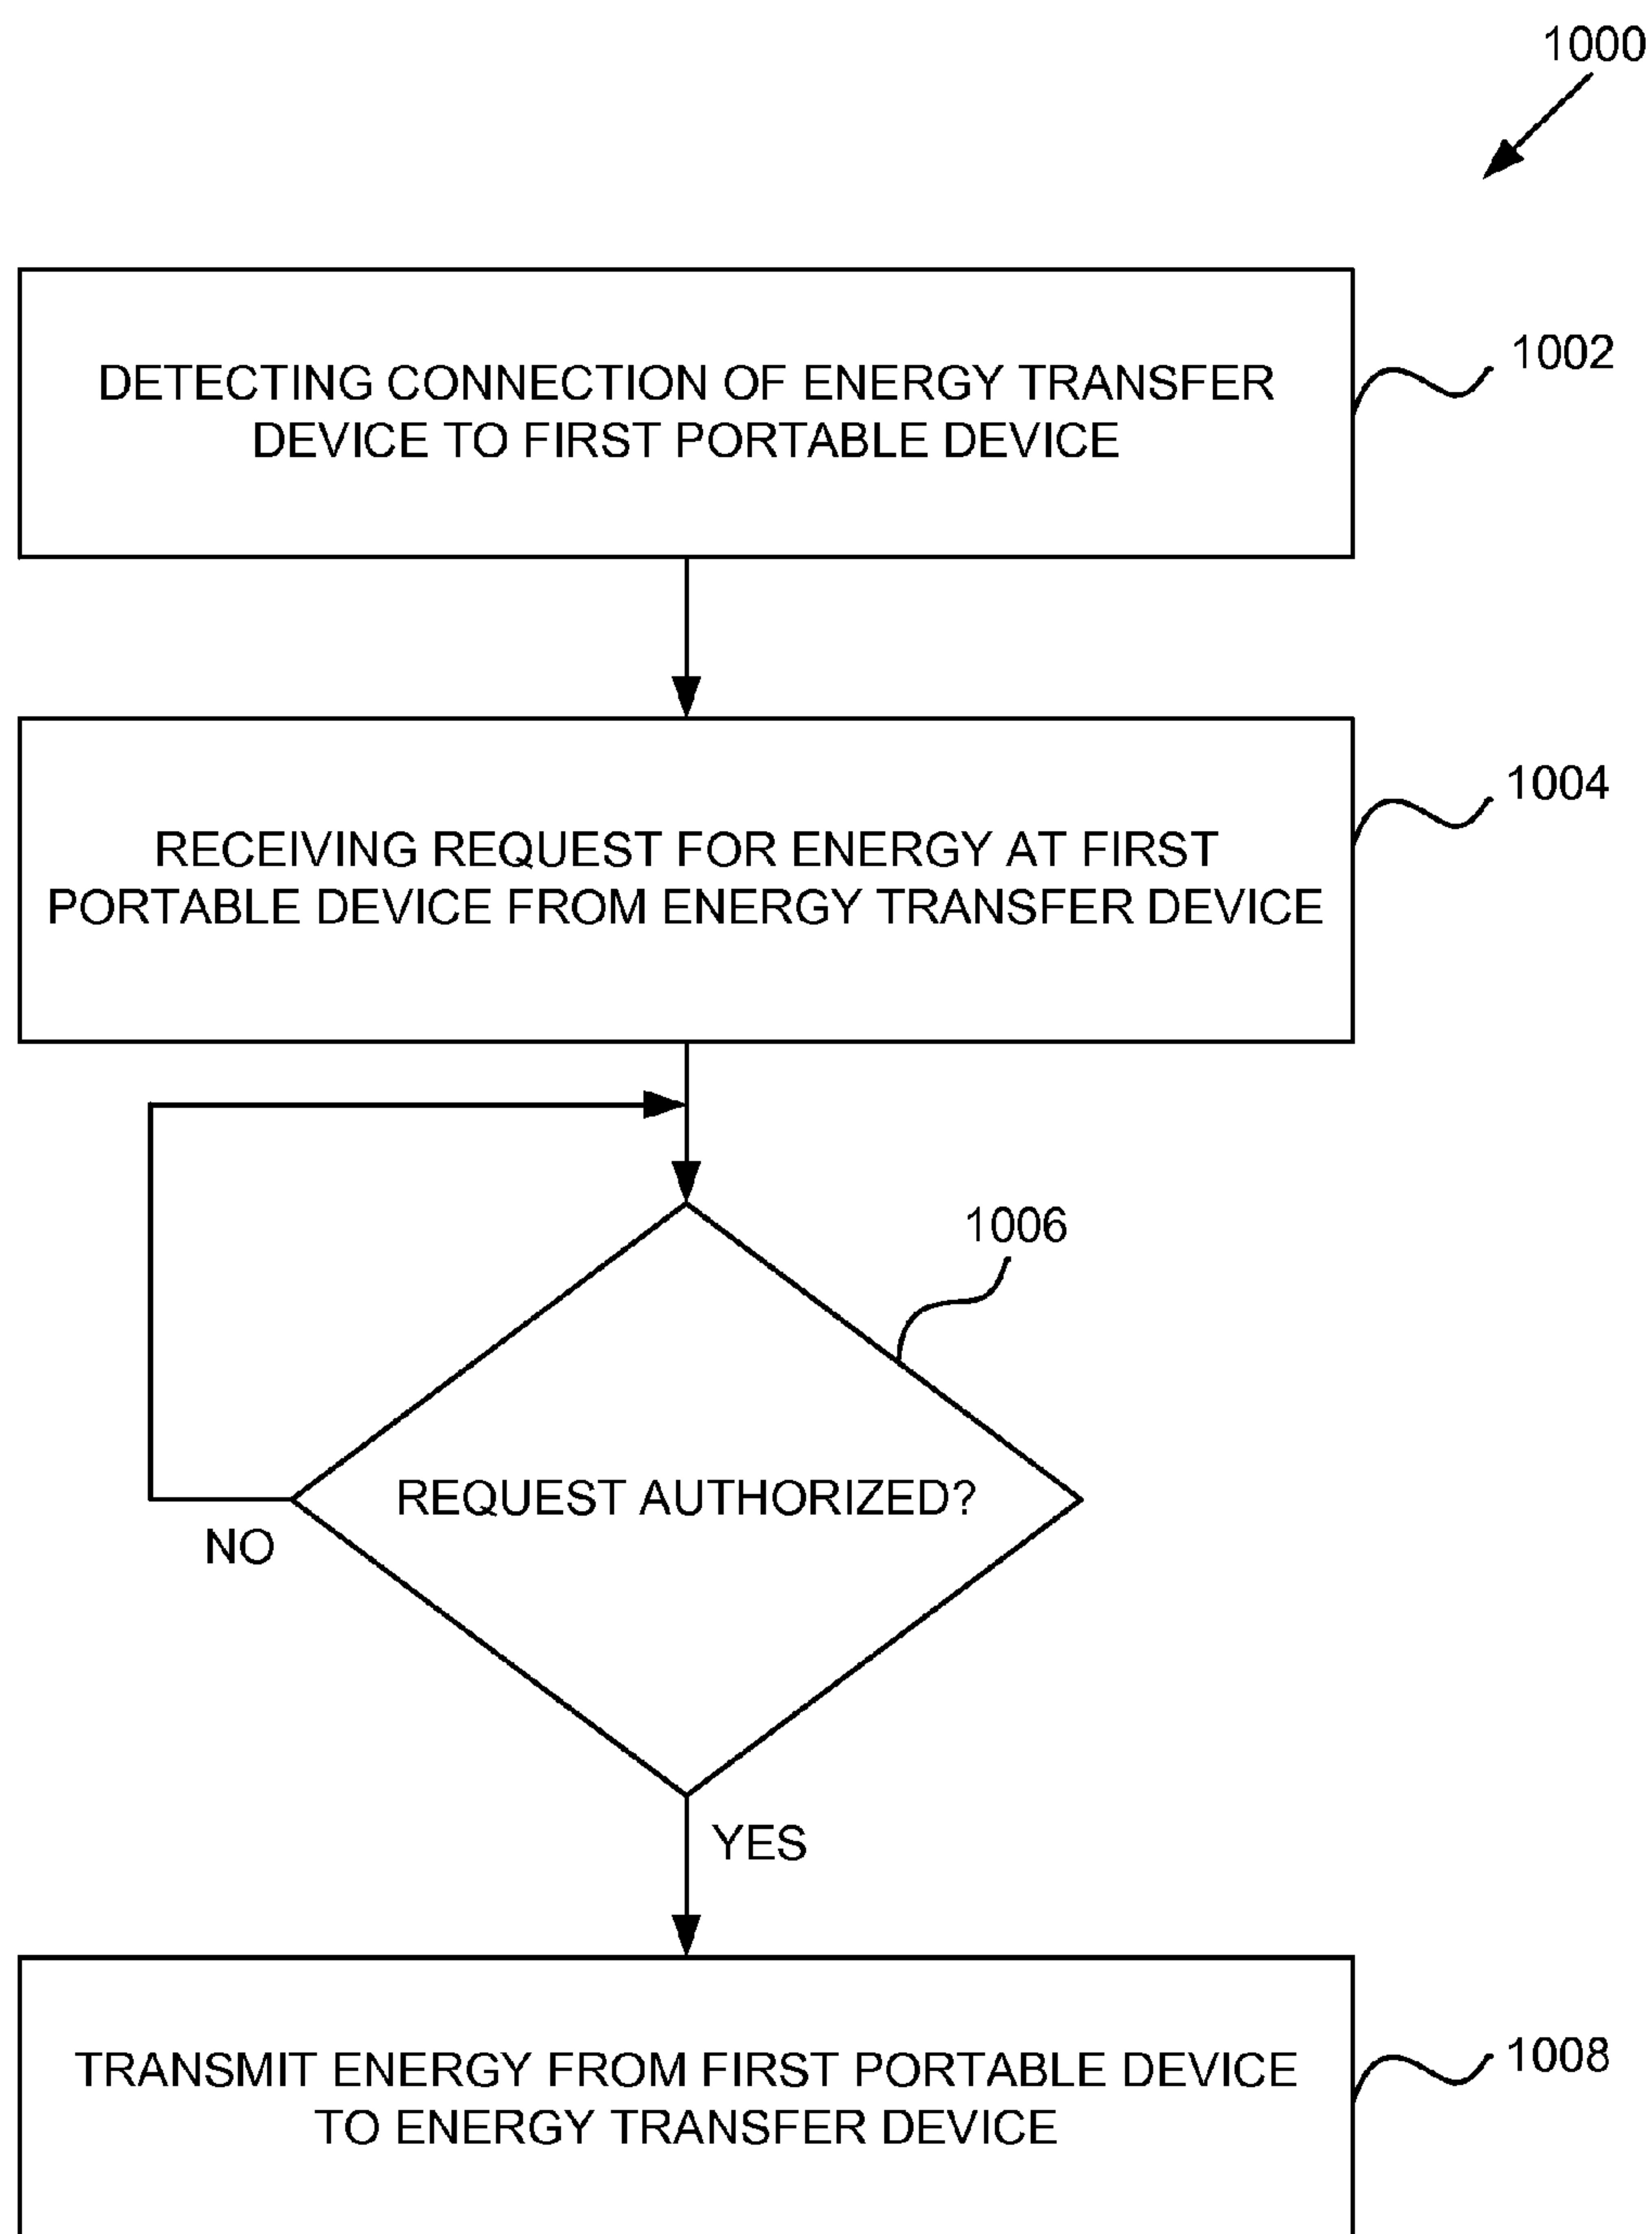 1000
DETECTING CONNECTION OF ENERGY TRANSFER
DEVICE TO FIRST PORTABLE DEVICE
1002
RECEIVING REQUEST FOR ENERGY AT FIRST
PORTABLE DEVICE FROM ENERGY TRANSFER DEVICE
1004
1006
REQUEST AUTHORIZED?
NO
YES
TRANSMIT ENERGY FROM FIRST PORTABLE DEVICE
TO ENERGY TRANSFER DEVICE
1008